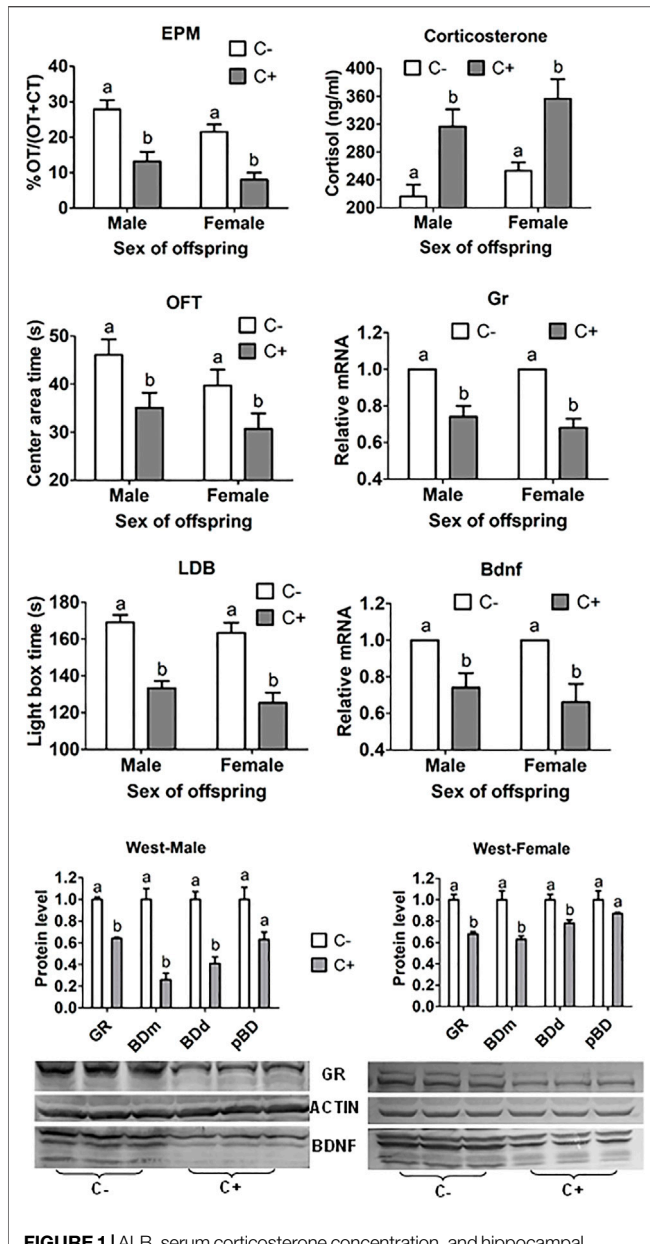 EPM
C-
C+
a
b
a
b
40
30
20
10
0
%OT/(OT+CT)
Male Female
Sex of offspring
Corticosterone
C- C+
a
b
a
b
400
360
320
280
240
200
Cortisol (ng/ml)
Male Female
Sex of offspring
OFT
C-
C+
a
b
a
b
50
40
30
20
Center area time (s)
Male Female
Sex of offspring
Gr
C- C+
a
b
a
b
1.2
1.0
0.8
0.6
0.4
Relative mRNA
Male Female
Sex of offspring
LDB
C-
C+
a
b
a
b
180
160
140
120
100
Light box time (s)
Male Female
Sex of offspring
Bdnf
C- C+
a
b
a
b
1.2
1.0
0.8
0.6
0.4
Relative mRNA
Male Female
Sex of offspring
West-Male
a b a b a b a a
1.2
1.0
0.8
0.6
0.4
0.2
0.0
Protein level
GR BDm BDd pBD
C-
C+
West-Female
a b a b a b a a
1.2
1.0
0.8
0.6
0.4
0.2
0.0
Protein level
GR BDm BDd pBD
GR
ACTIN
BDNF
C- C+
C- C+
FIGURE 1 | ALB, serum corticosterone concentration, and hippocampal